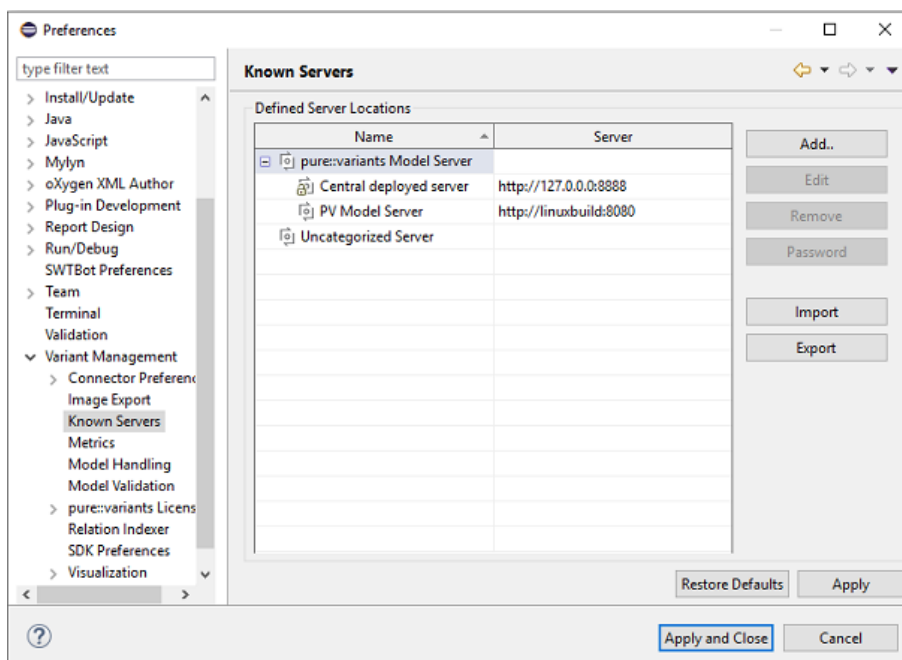 Preferences
type filter text
Install/Update
Java
JavaScript
Mylyn
oXygen XML Author
Plug-in Development
Report Design
Run/Debug
SWTBot Preferences
Team
Terminal
Validation
Variant Management
Connector Preferenc
Image Export
Known Servers
Metrics
Model Handling
Model Validation
pure::variants Licens
Relation Indexer
SDK Preferences
Visualization
Known Servers
Defined Server Locations
Name Server
pure::variants Model Server
Central deployed server http://127.0.0.0:8888
PV Model Server http://linuxbuild:8080
Uncategorized Server
Add..
Edit
Remove
Password
Import
Export
Restore Defaults Apply
? Apply and Close Cancel